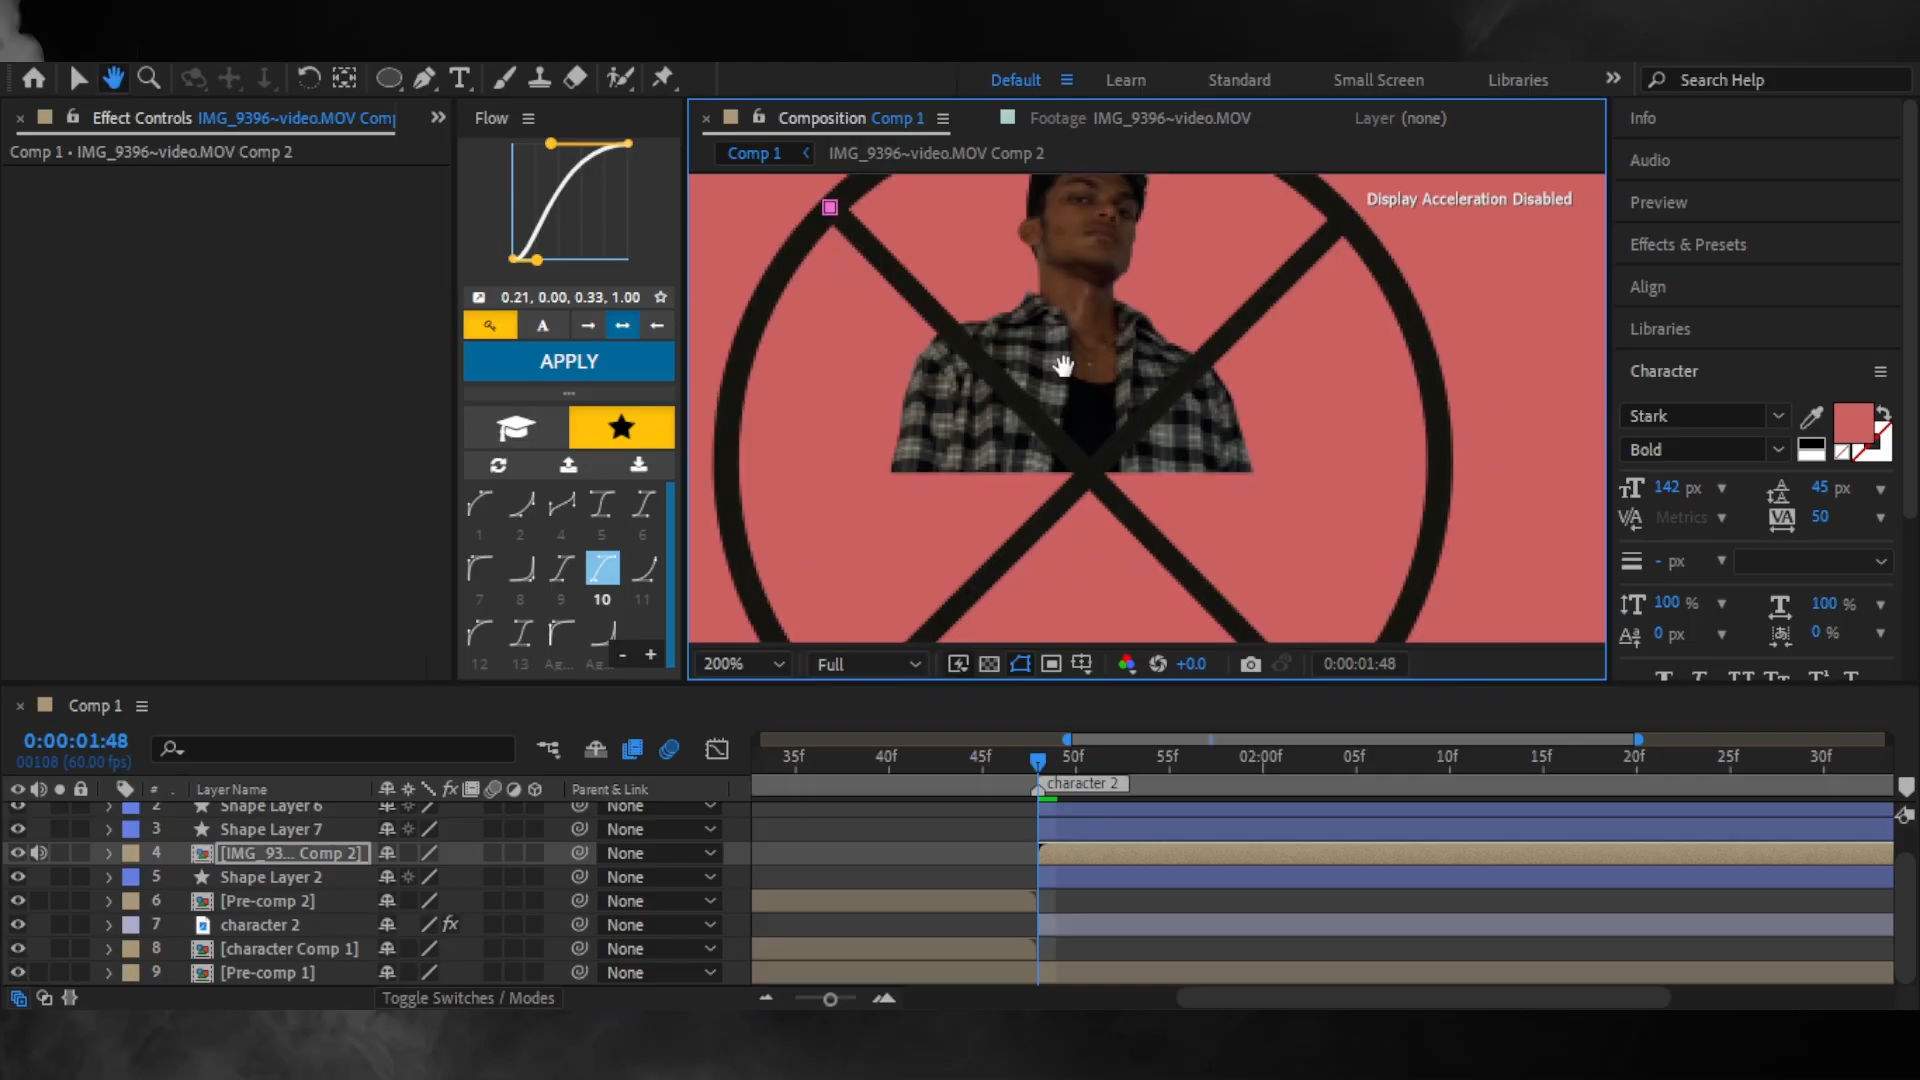 Default
Learn
Standard
Small Screen
Libraries
Search Help
Effect Controls IMG_9396~video.MOV Comp
Comp 1 • IMG_9396~video.MOV Comp 2
Flow
0.21, 0.00, 0.33, 1.00
A
APPLY
1 2 4 5 6
7 8 9 10 11
12 13 Ag... Ag...
- +
Composition Comp 1
Footage IMG_9396~video.MOV
Layer (none)
Comp 1
IMG_9396~video.MOV Comp 2
Display Acceleration Disabled
200%
Full
+0.0
0:00:01:48
Info
Audio
Preview
Effects & Presets
Align
Libraries
Character
Stark
Bold
142 px
45 px
Metrics
50
- px
100 %
100 %
0 px
0 %
Comp 1
0:00:01:48
00108 (60.00 fps)
35f 40f 45f 50f 55f 02:00f 05f 10f 15f 20f 25f 30f
character 2
# . Layer Name
fx
Parent & Link
2 Shape Layer 6 None
3 Shape Layer 7 None
4 [IMG_93... Comp 2] None
5 Shape Layer 2 None
6 [Pre-comp 2] None
7 character 2 fx None
8 [character Comp 1] None
9 [Pre-comp 1] None
Toggle Switches / Modes